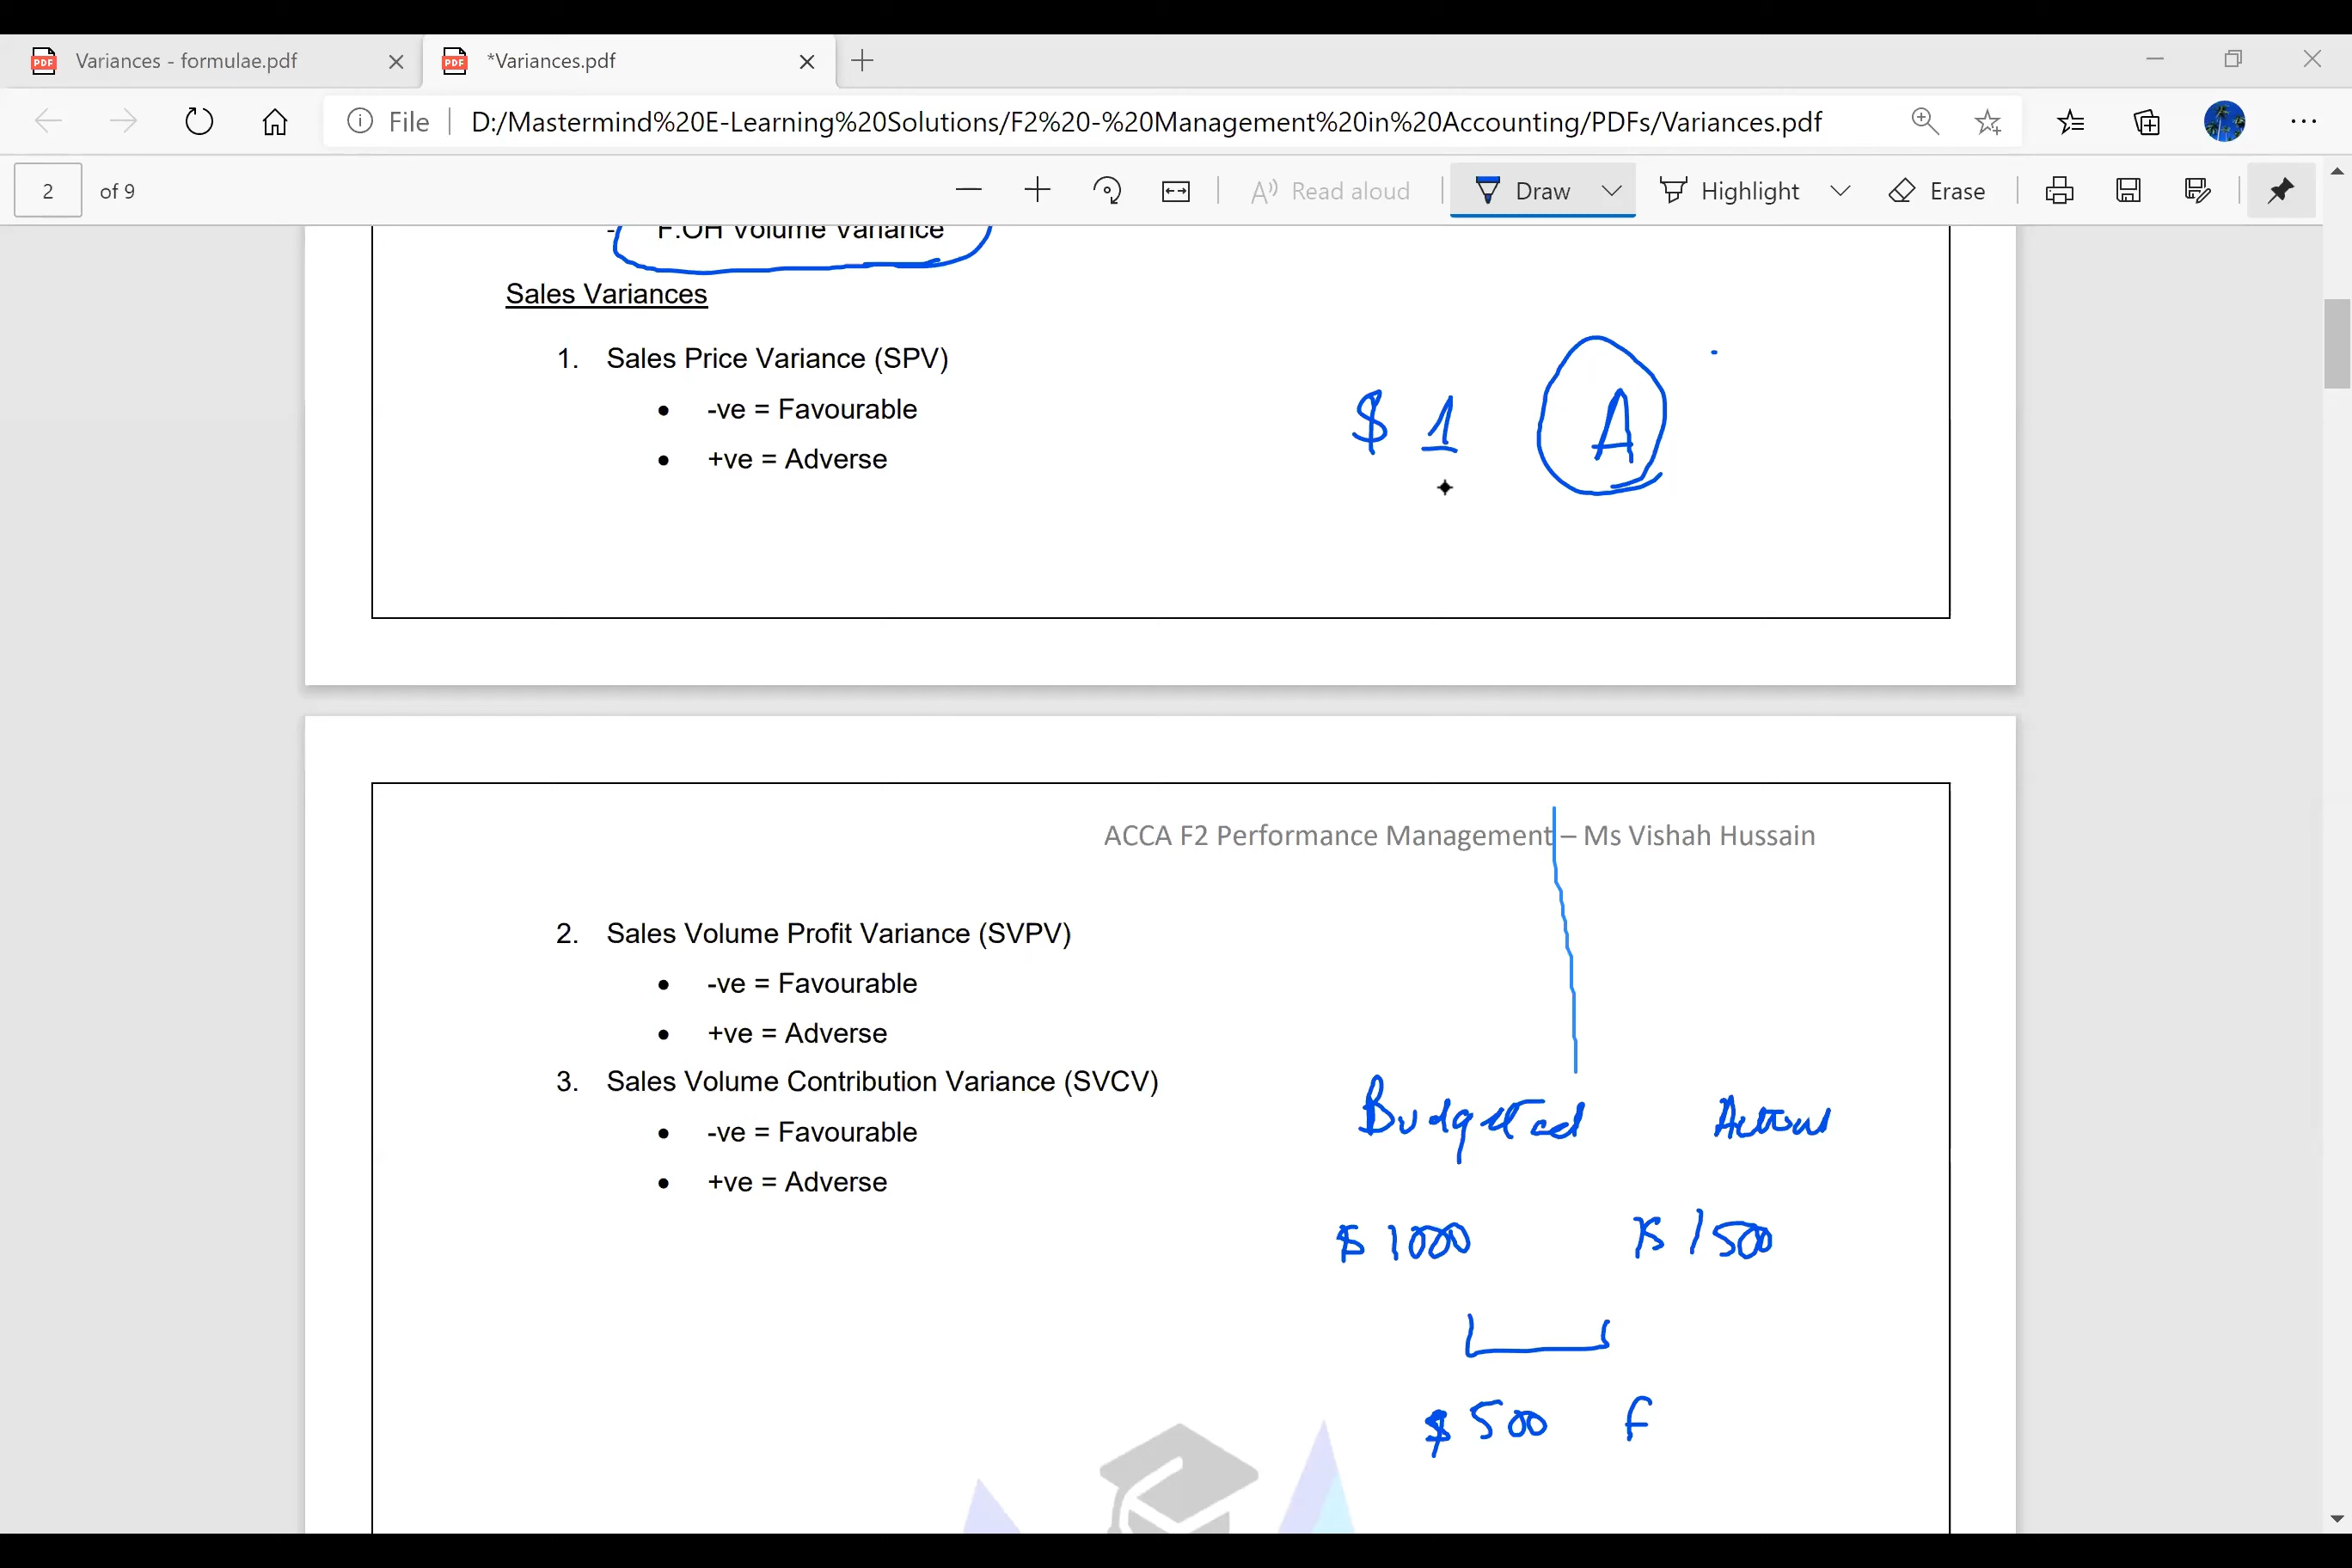 Variances - formulae.pdf
*Variances.pdf
File
D:/Mastermind%20E-Learning%20Solutions/F2%20-%20Management%20in%20Accounting/PDFs/Variances.pdf
2 of 9
Read aloud
Draw
Highlight
Erase
- F.OH Volume Variance
Sales Variances
1. Sales Price Variance (SPV)
• -ve = Favourable
• +ve = Adverse
$ 1 A
ACCA F2 Performance Management – Ms Vishah Hussain
2. Sales Volume Profit Variance (SVPV)
• -ve = Favourable
• +ve = Adverse
3. Sales Volume Contribution Variance (SVCV)
• -ve = Favourable
• +ve = Adverse
Budgeted Actual
$ 1000 $ 1500
$ 500 F